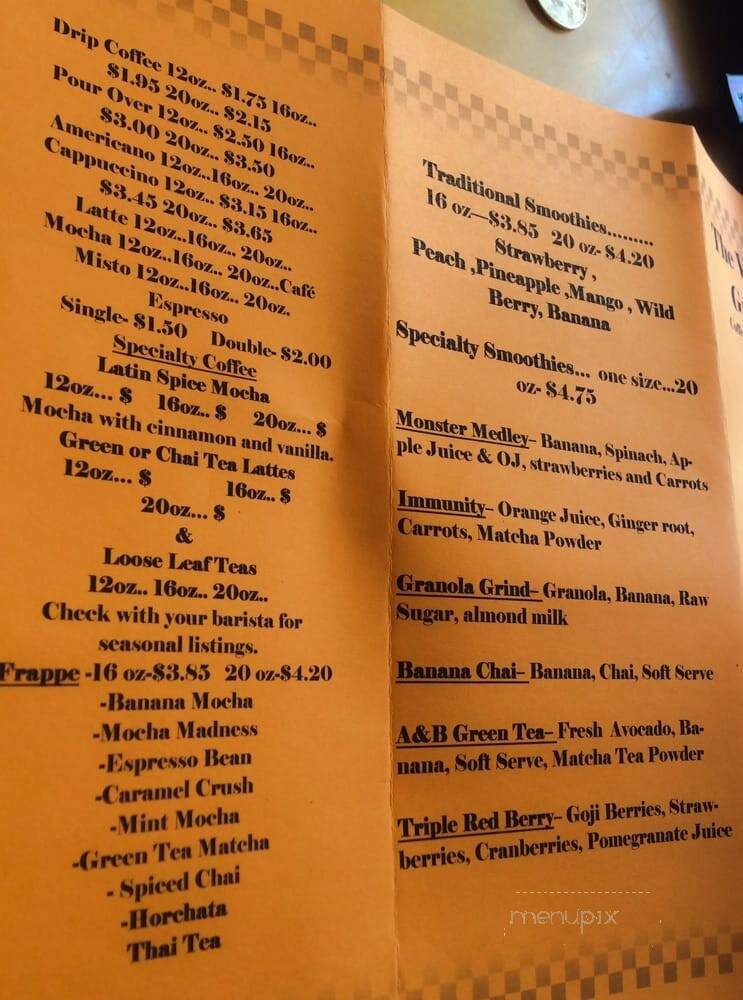 Drip Coffee 12oz.. $1.75 16oz..
$1.95 20oz.. $2.15
Pour Over 12oz.. $2.50 16oz..
$3.00 20oz.. $3.50
Americano 12oz..16oz.. 20oz..
Cappuccino 12oz.. $3.15 16oz..
$3.45 20oz.. $3.65
Latte 12oz..16oz.. 20oz..
Mocha 12oz..16oz.. 20oz..Café
Misto 12oz..16oz.. 20oz.
Espresso
Single- $1.50 Double- $2.00
Specialty Coffee
Latin Spice Mocha
12oz... $ 16oz.. $ 20oz... $
Mocha with cinnamon and vanilla.
Green or Chai Tea Lattes
12oz... $ 16oz.. $
20oz... $
&
Loose Leaf Teas
12oz.. 16oz.. 20oz..
Check with your barista for
seasonal listings.
Frappe -16 oz-$3.85 20 oz-$4.20
-Banana Mocha
-Mocha Madness
-Espresso Bean
-Caramel Crush
-Mint Mocha
-Green Tea Matcha
- Spiced Chai
-Horchata
Thai Tea
Traditional Smoothies.........
16 oz—$3.85 20 oz- $4.20
Strawberry ,
Peach ,Pineapple ,Mango , Wild
Berry, Banana
Specialty Smoothies... one size...20
oz- $4.75
Monster Medley- Banana, Spinach, Ap-
ple Juice & OJ, strawberries and Carrots
Immunity- Orange Juice, Ginger root,
Carrots, Matcha Powder
Granola Grind- Granola, Banana, Raw
Sugar, almond milk
Banana Chai- Banana, Chai, Soft Serve
A&B Green Tea- Fresh Avocado, Ba-
nana, Soft Serve, Matcha Tea Powder
Triple Red Berry- Goji Berries, Straw-
berries, Cranberries, Pomegranate Juice
The
menupix